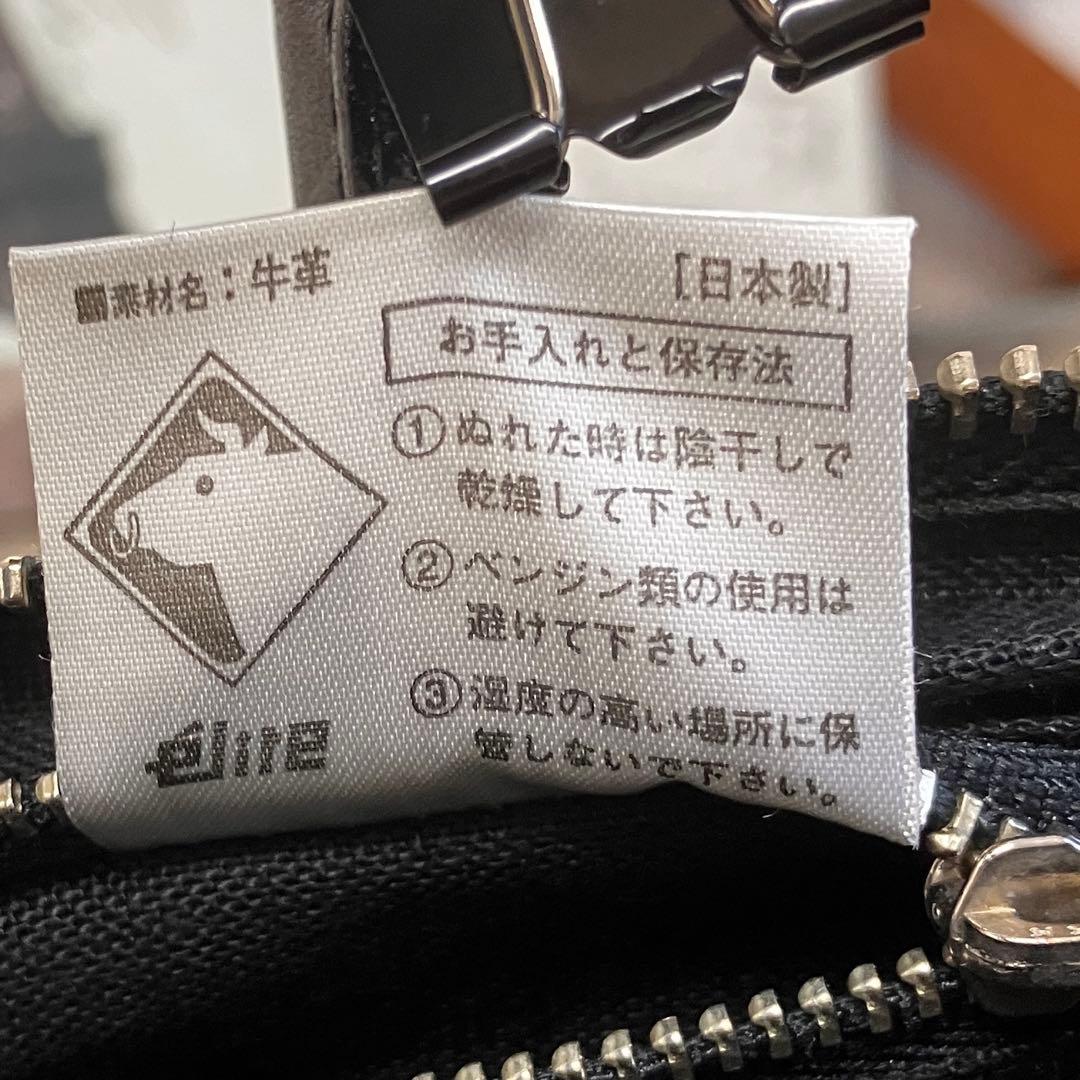 ■素材名：牛革
［日本製］
お手入れと保存法
①ぬれた時は陰干しで
乾燥して下さい。
②ベンジン類の使用は
避けて下さい。
③湿度の高い場所に保
管しないで下さい。
elite